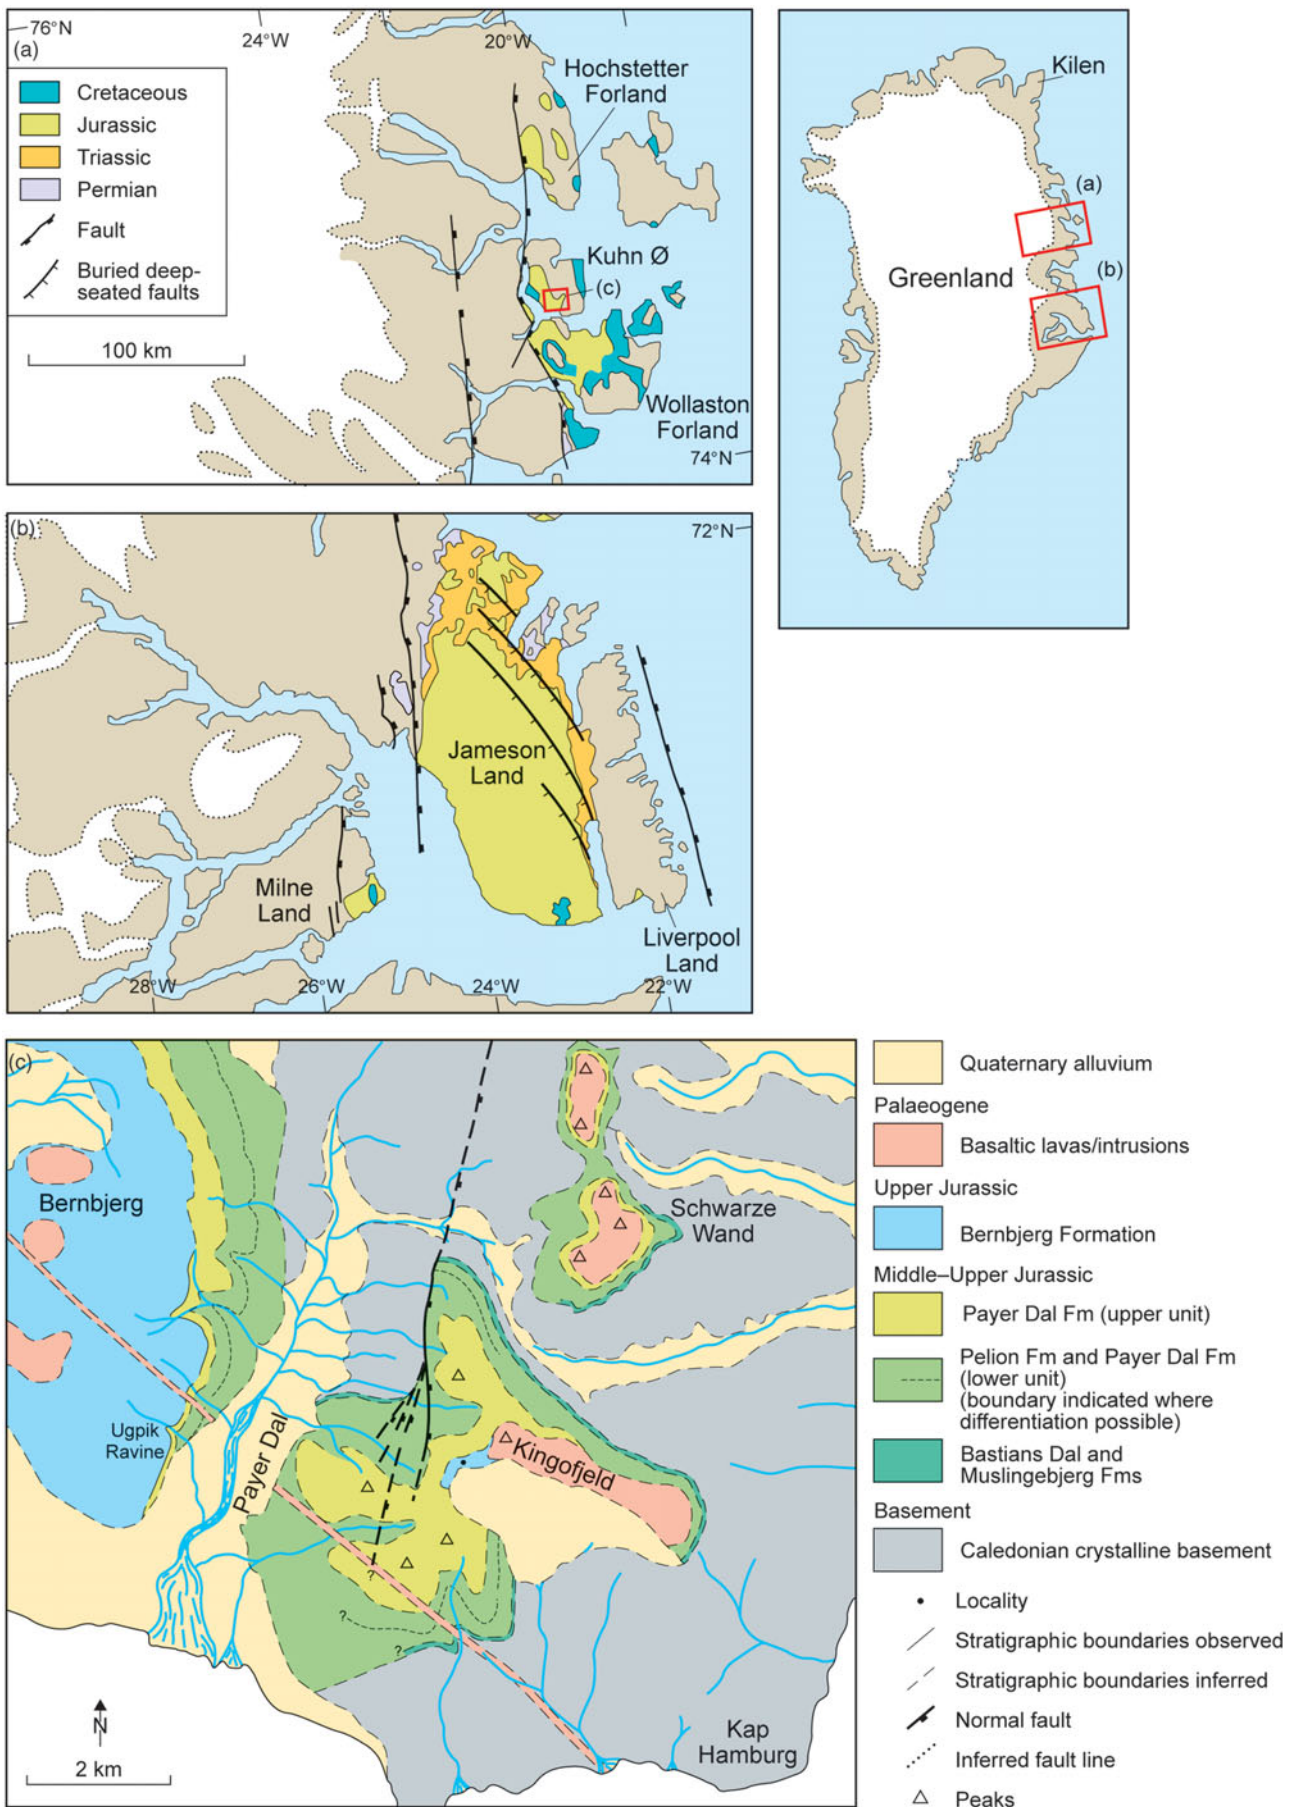 76°N
(a)
24°W
20°W
Hochstetter
Forland
Cretaceous
Jurassic
Triassic
Permian
Fault
Buried deep-
seated faults
100 km
Kuhn Ø
(c)
Wollaston
Forland
74°N
Kilen
(a)
(b)
Greenland
(b)
72°N
Jameson
Land
Milne
Land
Liverpool
Land
28°W
26°W
24°W
22°W
(c)
Bernbjerg
Schwarze
Wand
Ugpik
Ravine
Payer Dal
Kingofjeld
?
?
?
Kap
Hamburg
N
2 km
Quaternary alluvium
Palaeogene
Basaltic lavas/intrusions
Upper Jurassic
Bernbjerg Formation
Middle–Upper Jurassic
Payer Dal Fm (upper unit)
Pelion Fm and Payer Dal Fm
(lower unit)
(boundary indicated where
differentiation possible)
Bastians Dal and
Muslingebjerg Fms
Basement
Caledonian crystalline basement
Locality
Stratigraphic boundaries observed
Stratigraphic boundaries inferred
Normal fault
Inferred fault line
Peaks